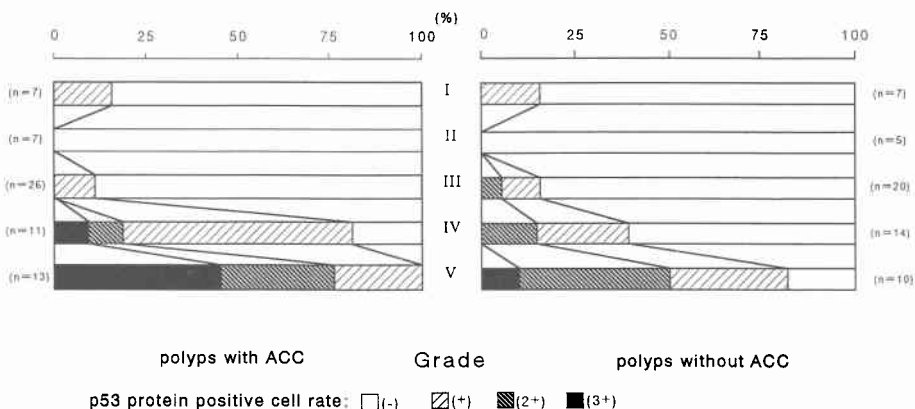 (%)
0 25 50 75 100 0 25 50 75 100
(n=7) I (n=7)
(n=7) II (n=5)
(n=26) III (n=20)
(n=11) IV (n=14)
(n=13) V (n=10)
polyps with ACC Grade polyps without ACC
p53 protein positive cell rate: (-) (+) (2+) (3+)